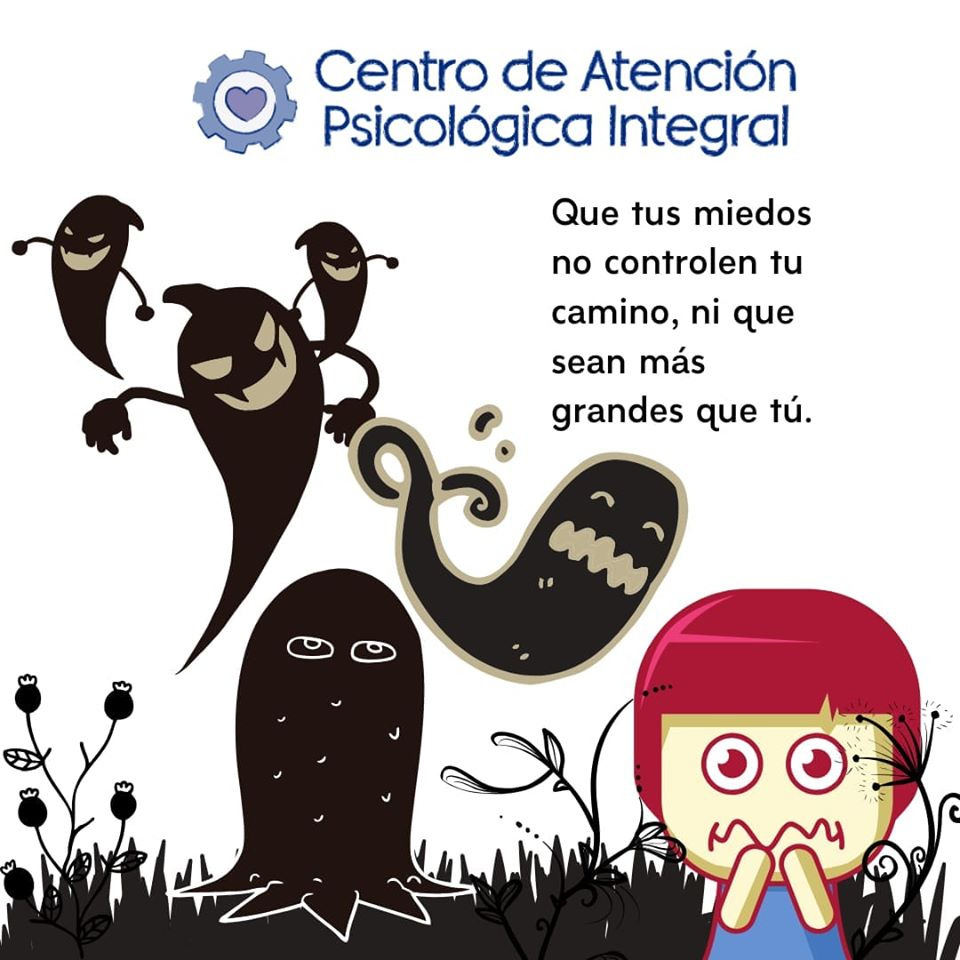 Centro de Atención
Psicológica Integral
Que tus miedos
no controlen tu
camino, ni que
sean más
grandes que tú.